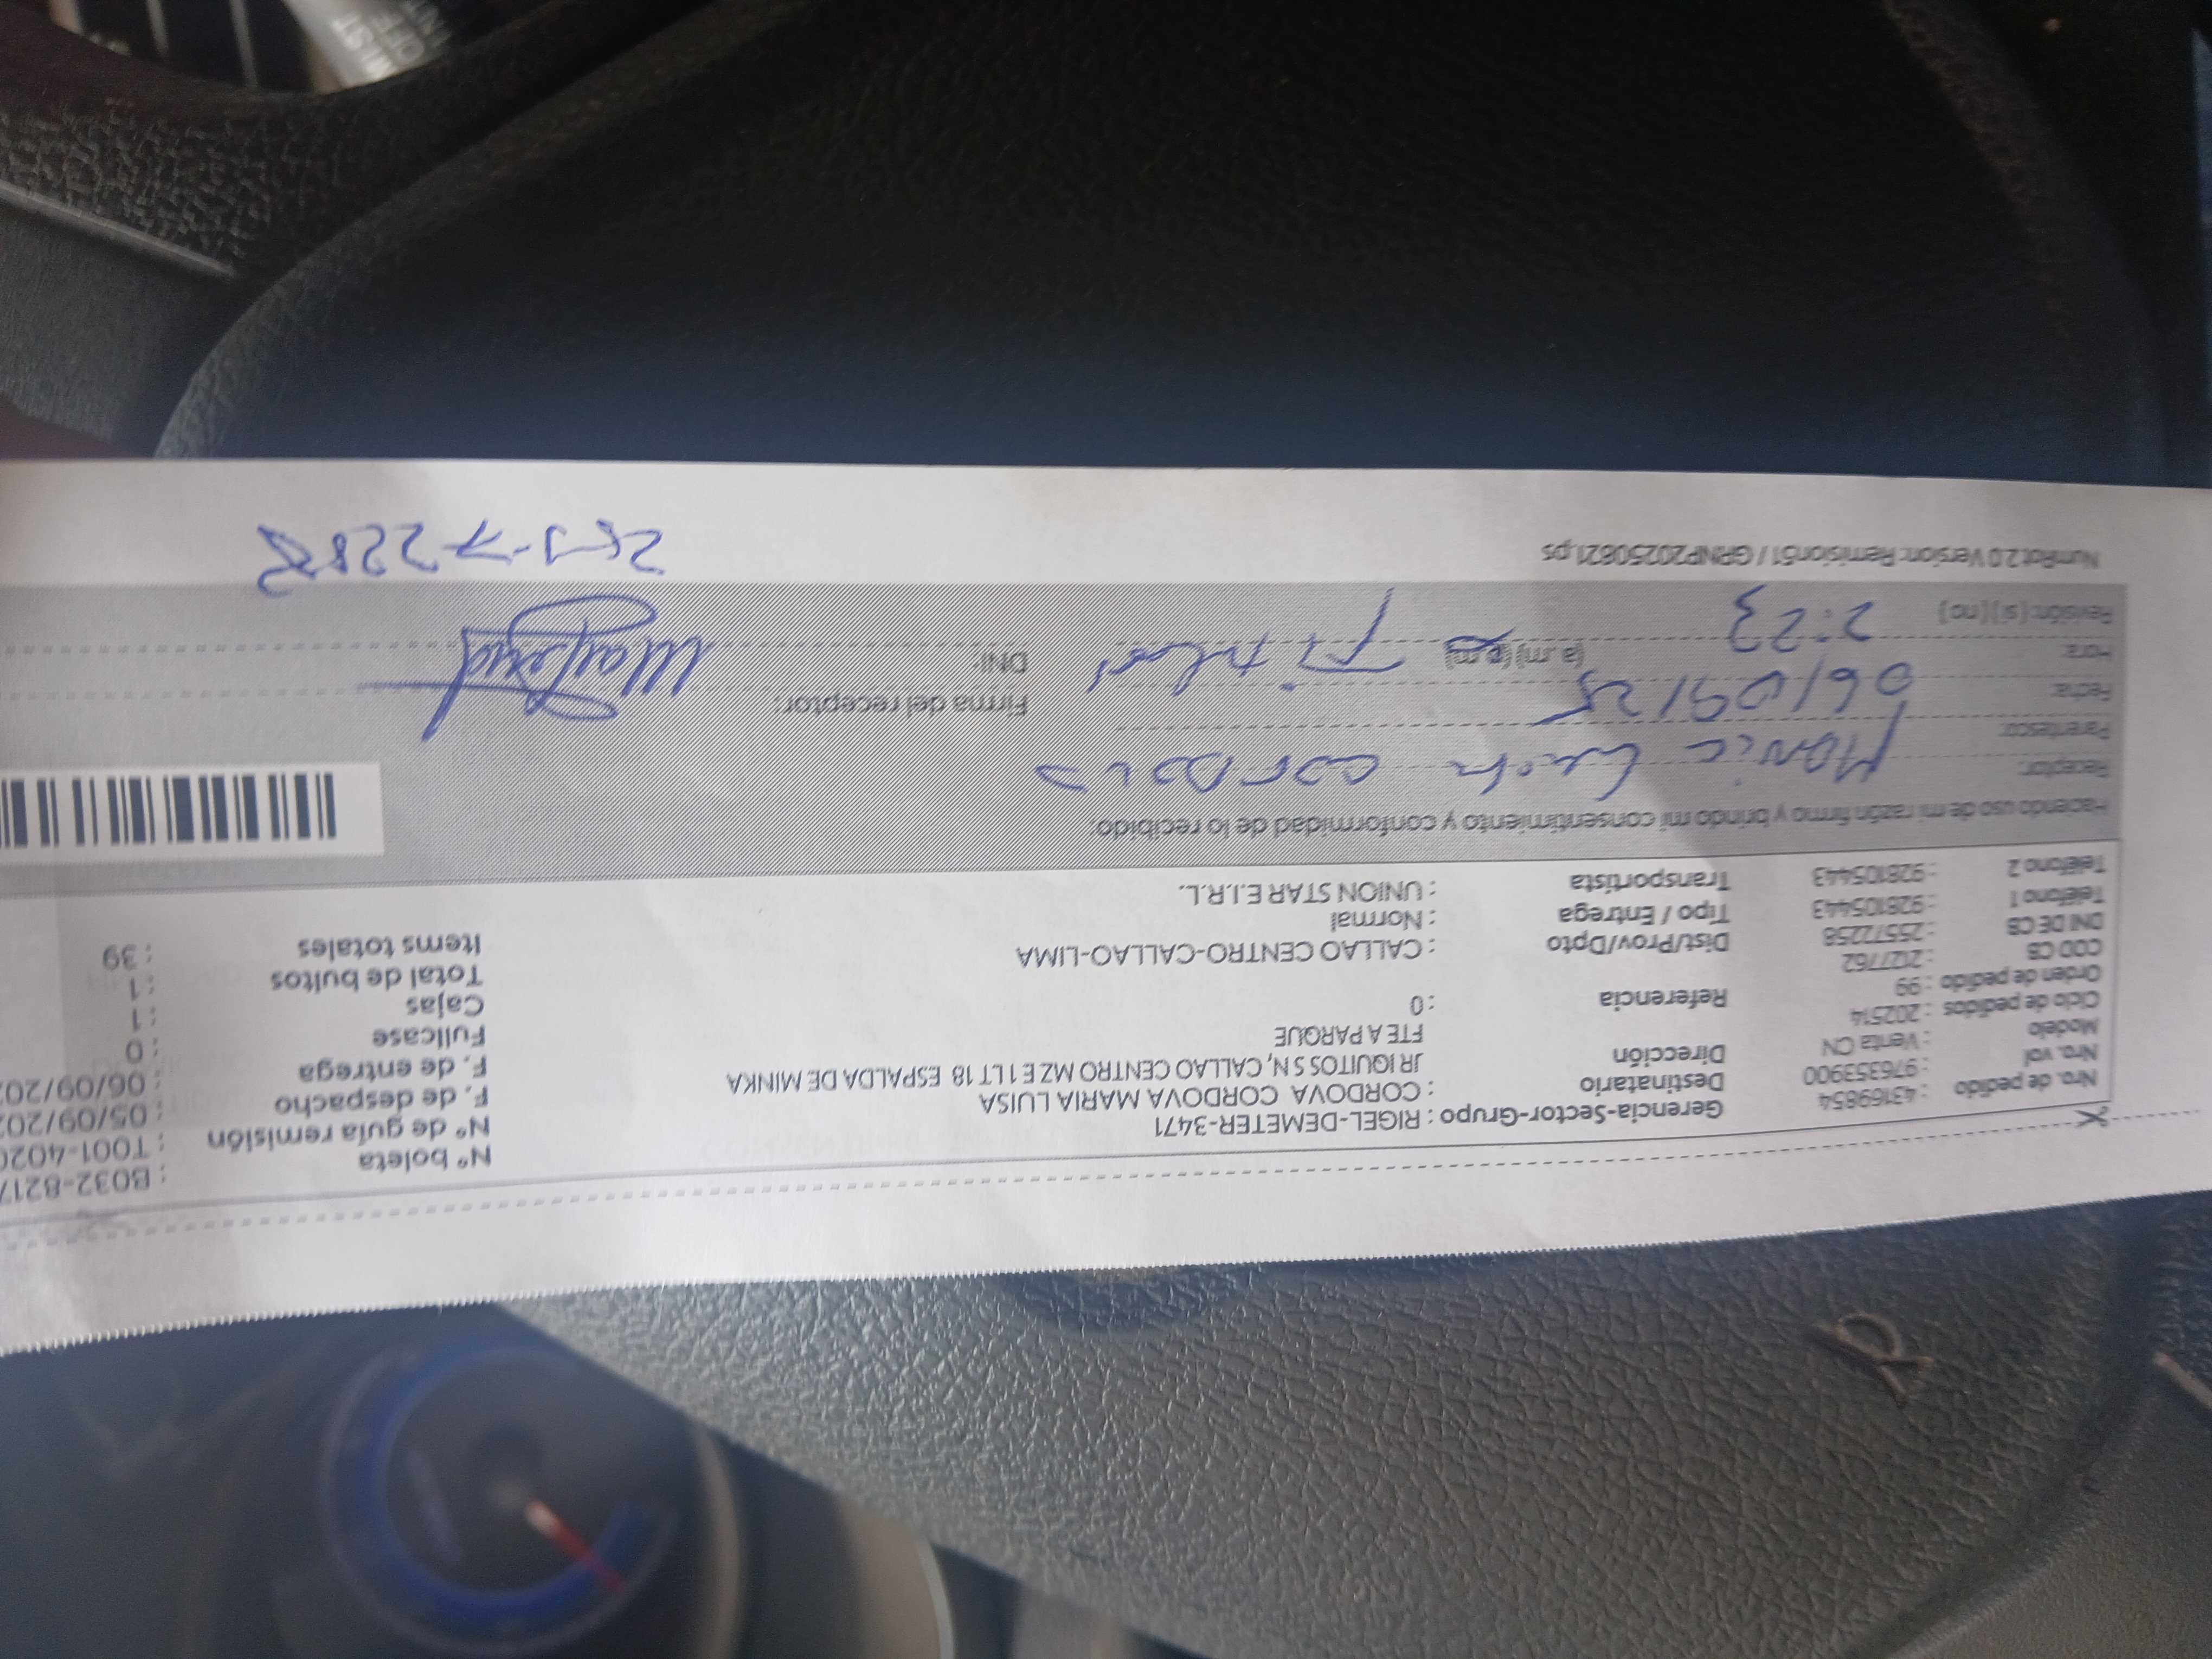 Nro. de pedido : 43169854
Nro. vol : 976353900
Modelo : Venta CN
Ciclo de pedidos : 202514
Orden de pedido : 99
COD CB : 2127762
DNI DE CB : 25572258
Teléfono 1 : 928105443
Teléfono 2 : 928105443
Gerencia-Sector-Grupo : RIGEL-DEMETER-3471
Destinatario : CORDOVA CORDOVA MARIA LUISA
Dirección JR IQUITOS S N, CALLAO CENTRO MZ E 1 LT 18 ESPALDA DE MINKA
FTE A PARQUE
Referencia : 0
Dist/Prov/Dpto : CALLAO CENTRO-CALLAO-LIMA
Tipo / Entrega : Normal
Transportista : UNION STAR E.I.R.L.
N° boleta : B032-8217
N° de guía remisión : T001-402
F. de despacho : 05/09/202
F. de entrega : 06/09/202
Fullcase : 0
Cajas : 1
Total de bultos : 1
Items totales : 39
Haciendo uso de mi razón firmo y brindo mi consentimiento y conformidad de lo recibido:
Receptor:
Parentesco:
Fecha: 06/09/25
Hora: 2:23 (a.m) (p.m)
Revisión: (si) (no)
Firma del receptor:
DNI:
NumRot 2.0 Version: Remision51 / GRNP20250821.ps